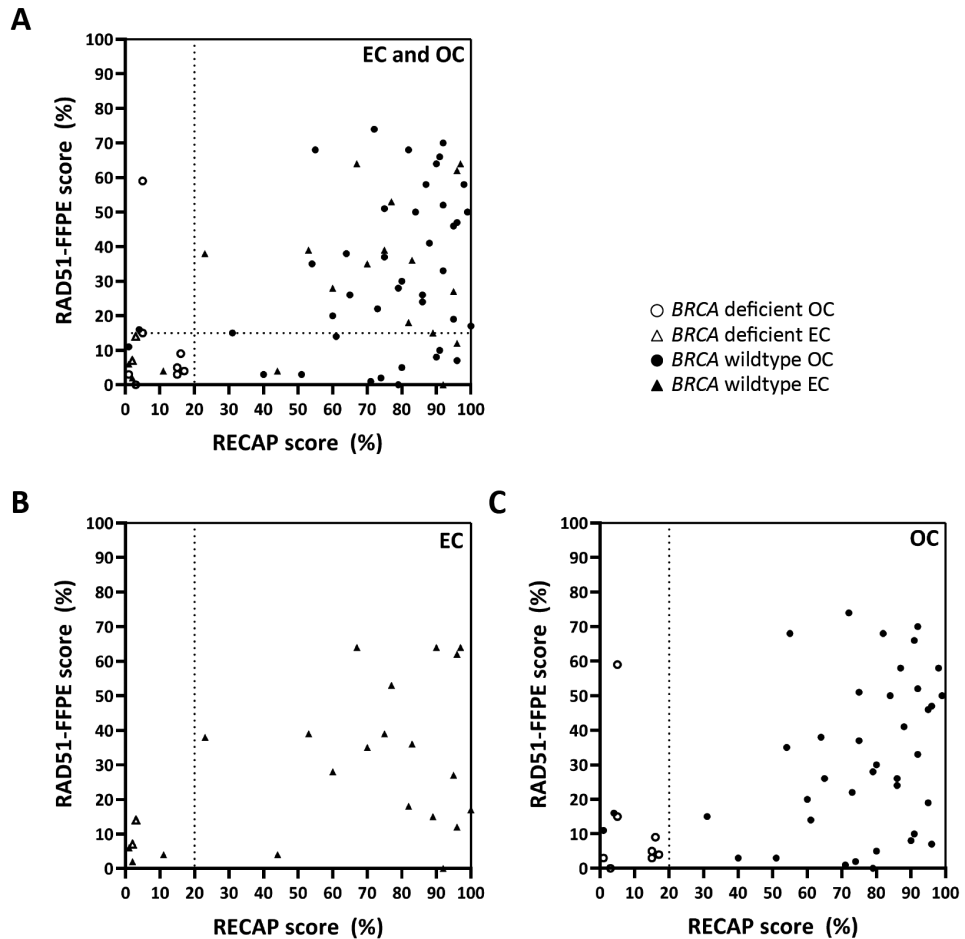 A
EC and OC
RAD51-FFPE score (%)
100
90
80
70
60
50
40
30
20
10
0
0 10 20 30 40 50 60 70 80 90 100
RECAP score (%)
BRCA deficient OC
BRCA deficient EC
BRCA wildtype OC
BRCA wildtype EC
B
EC
RAD51-FFPE score (%)
100
90
80
70
60
50
40
30
20
10
0
0 10 20 30 40 50 60 70 80 90 100
RECAP score (%)
C
OC
RAD51-FFPE score (%)
100
90
80
70
60
50
40
30
20
10
0
0 10 20 30 40 50 60 70 80 90 100
RECAP score (%)